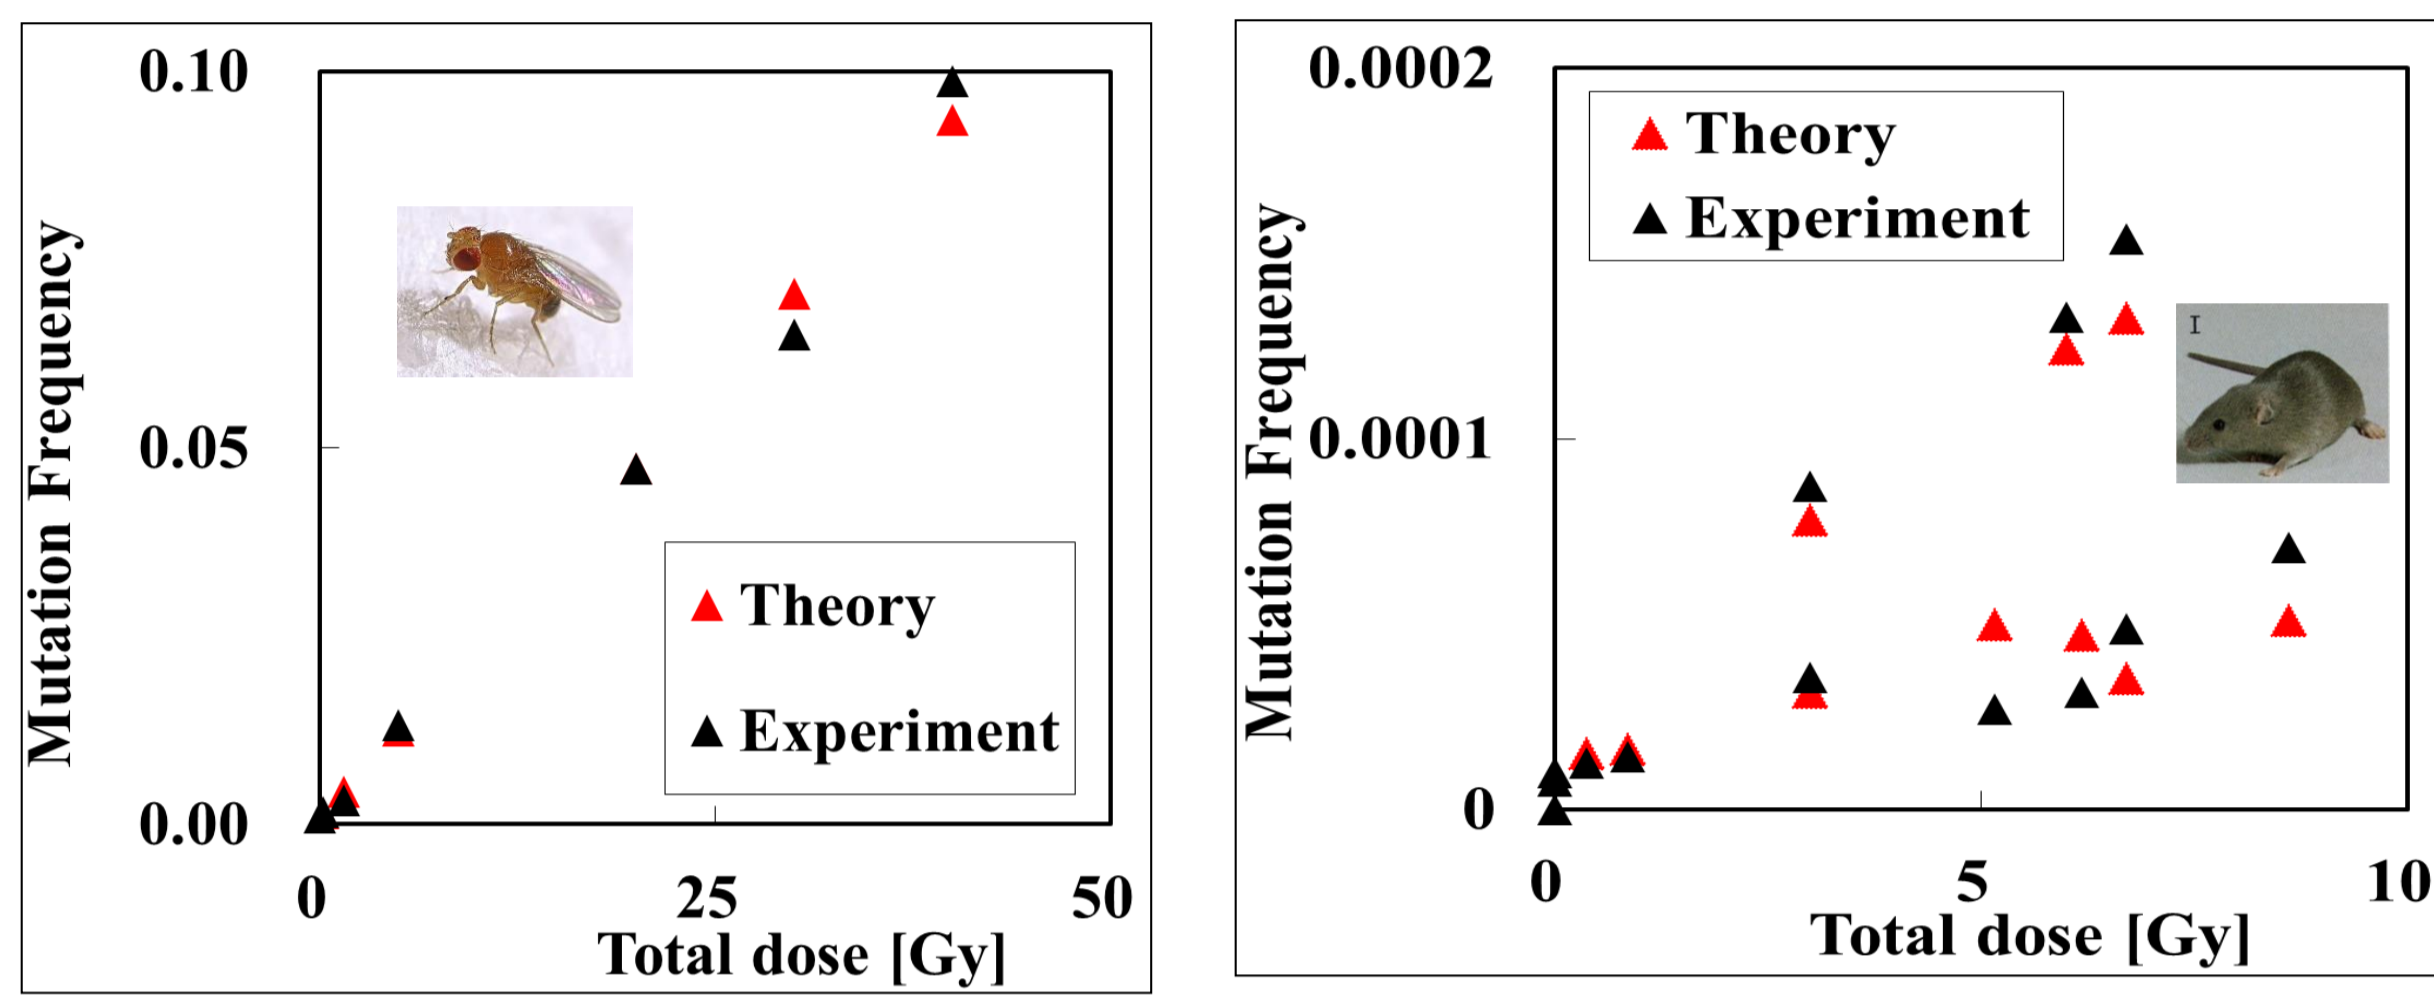 0.10
0.05
0.00
0
25
50
Mutation Frequency
Total dose [Gy]
Theory
Experiment
0.0002
0.0001
0
0
5
10
Mutation Frequency
Total dose [Gy]
Theory
Experiment
I